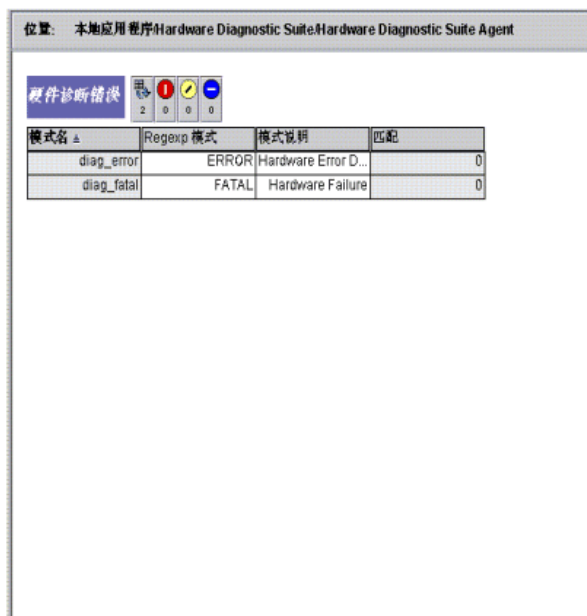 位置: 本地应用程序/Hardware Diagnostic Suite/Hardware Diagnostic Suite Agent
硬件诊断错误
2 0 0 0
模式名 Regexp 模式 模式说明 匹配
diag_error ERROR Hardware Error D... 0
diag_fatal FATAL Hardware Failure 0